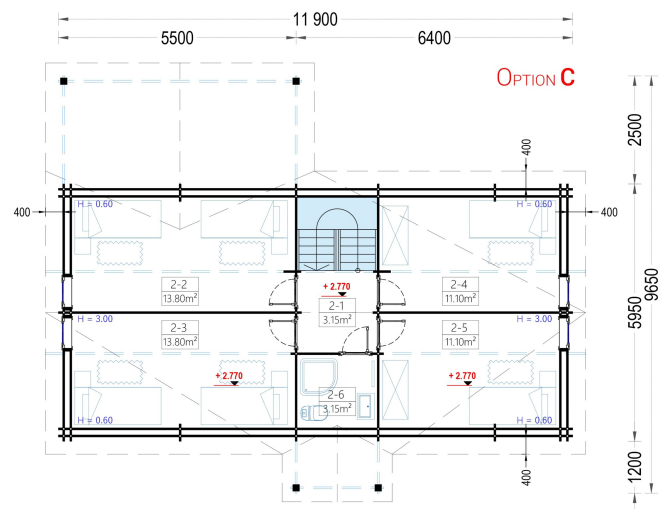 11 900
5500
6400
OPTION C
2500
400
H = 0.60
H = 0.60
400
400
9650
2-2
13.80m²
+ 2.770
2-4
11.10m²
5950
2-1
3.15m²
H = 3.00
H = 3.00
2-3
13.80m²
2-5
11.10m²
+ 2.770
+ 2.770
2-6
3.15m²
H = 0.60
H = 0.60
400
1200